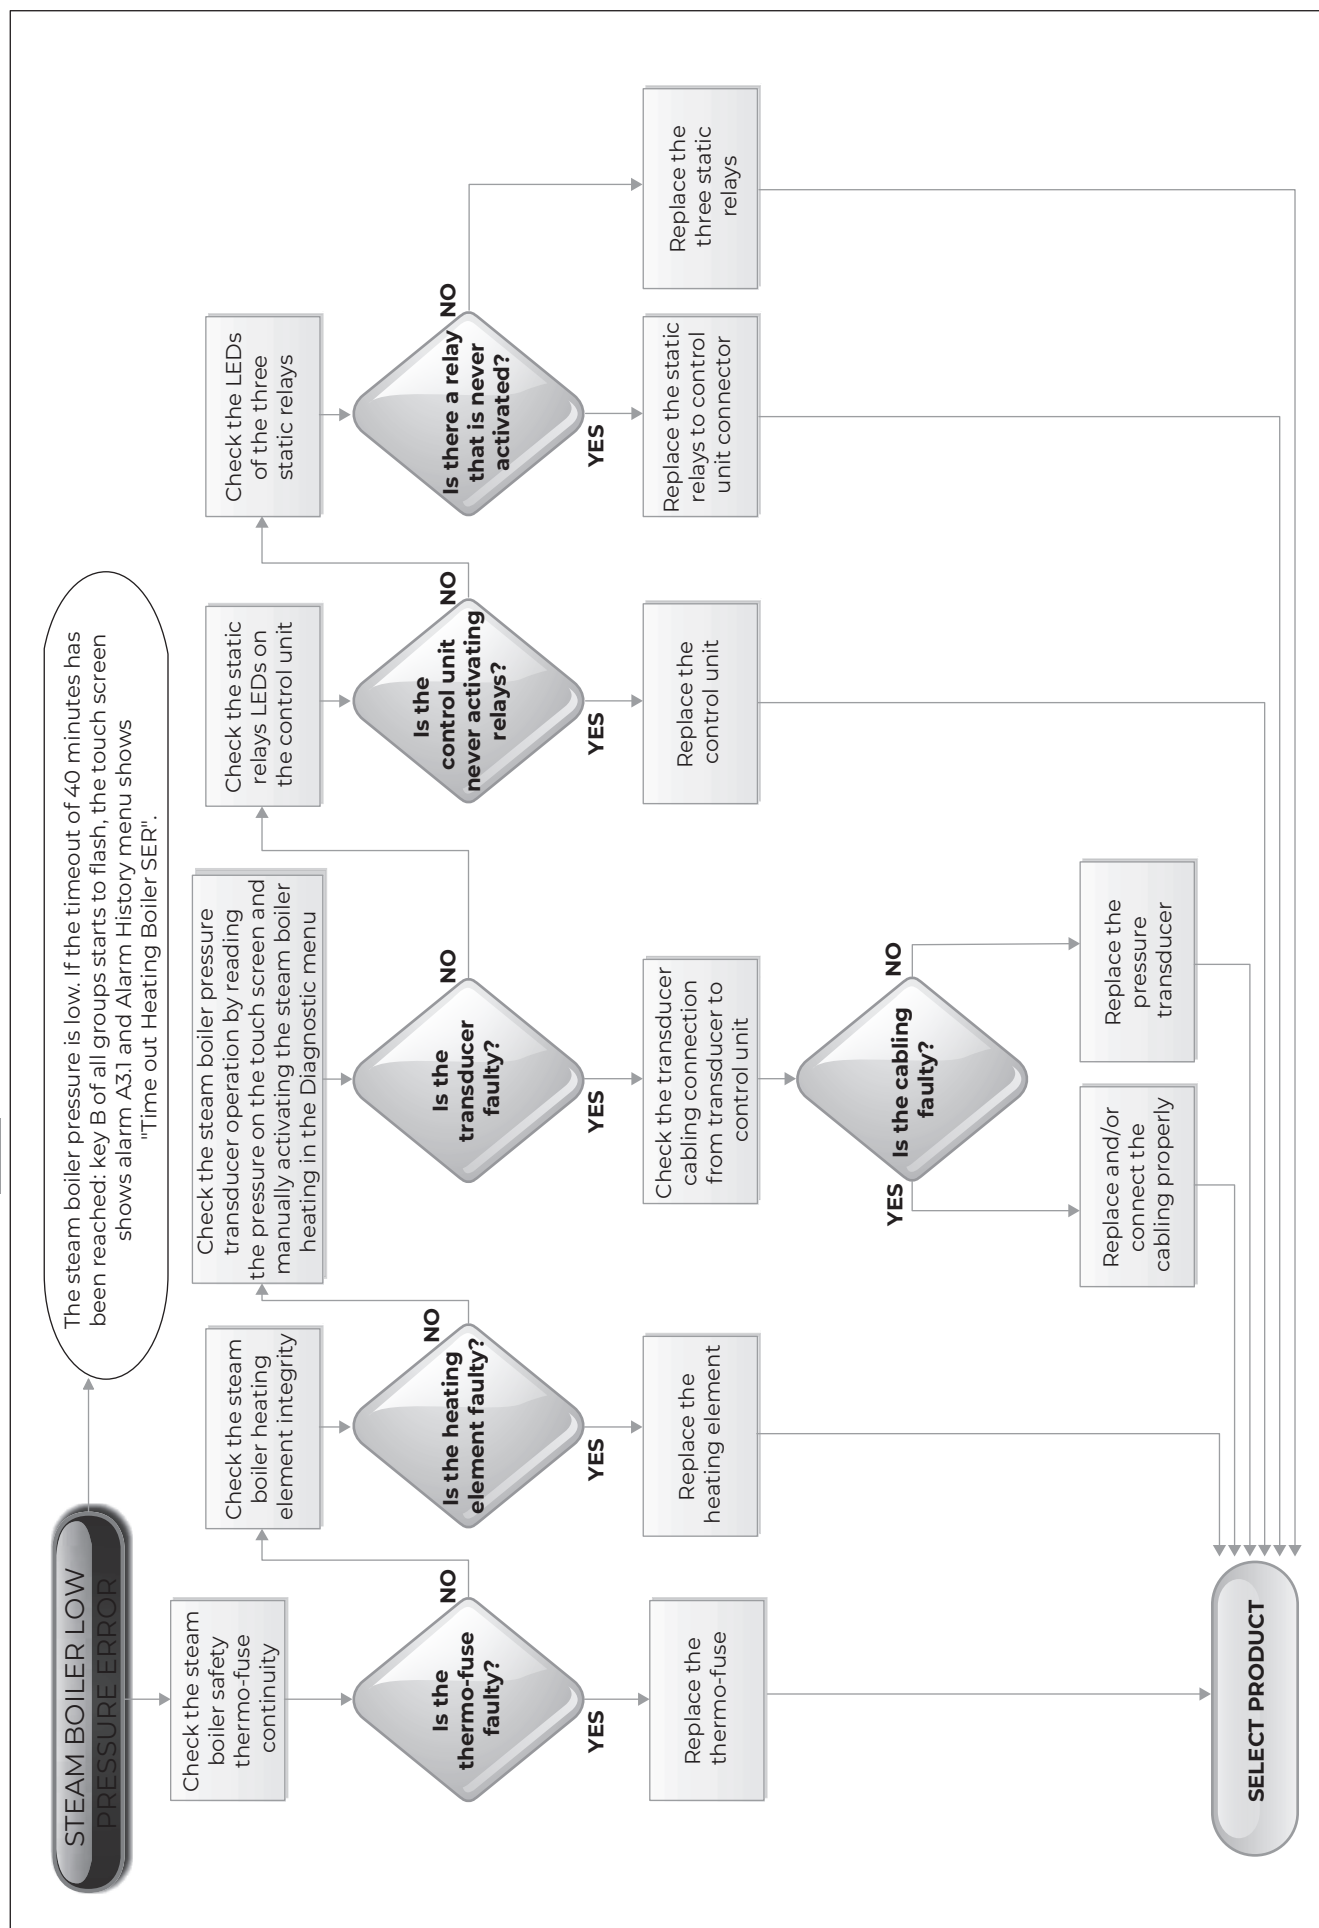 STEAM BOILER LOW
PRESSURE ERROR
The steam boiler pressure is low. If the timeout of 40 minutes has
been reached: key B of all groups starts to flash, the touch screen
shows alarm A3.1 and Alarm History menu shows
"Time out Heating Boiler SER".
Check the steam
boiler safety
thermo-fuse
continuity
Is the
thermo-fuse
faulty?
NO
YES
Replace the
thermo-fuse
Check the steam
boiler heating
element integrity
Is the heating
element faulty?
NO
YES
Replace the
heating element
Check the steam boiler pressure
transducer operation by reading
the pressure on the touch screen and
manually activating the steam boiler
heating in the Diagnostic menu
Is the
transducer
faulty?
NO
YES
Check the transducer
cabling connection
from transducer to
control unit
Is the cabling
faulty?
YES
NO
Replace and/or
connect the
cabling properly
Replace the
pressure
transducer
Check the static
relays LEDs on
the control unit
Is the
control unit
never activating
relays?
NO
YES
Replace the
control unit
Check the LEDs
of the three
static relays
Is there a relay
that is never
activated?
NO
YES
Replace the static
relays to control
unit connector
Replace the
three static
relays
SELECT PRODUCT